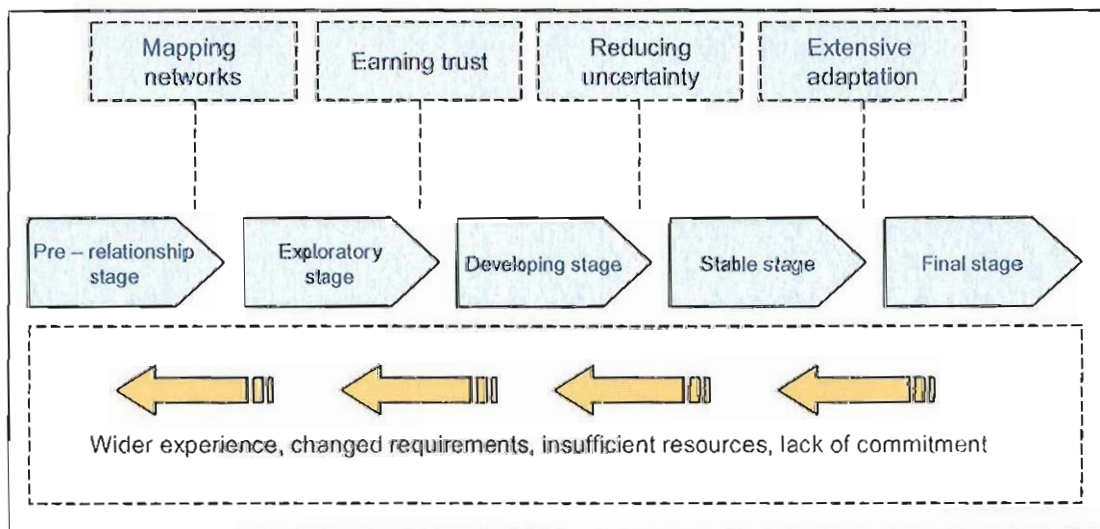 Mapping
networks
Earning trust
Reducing
uncertainty
Extensive
adaptation
Pre – relationship
stage
Exploratory
stage
Developing stage
Stable stage
Final stage
Wider experience, changed requirements, insufficient resources, lack of commitment